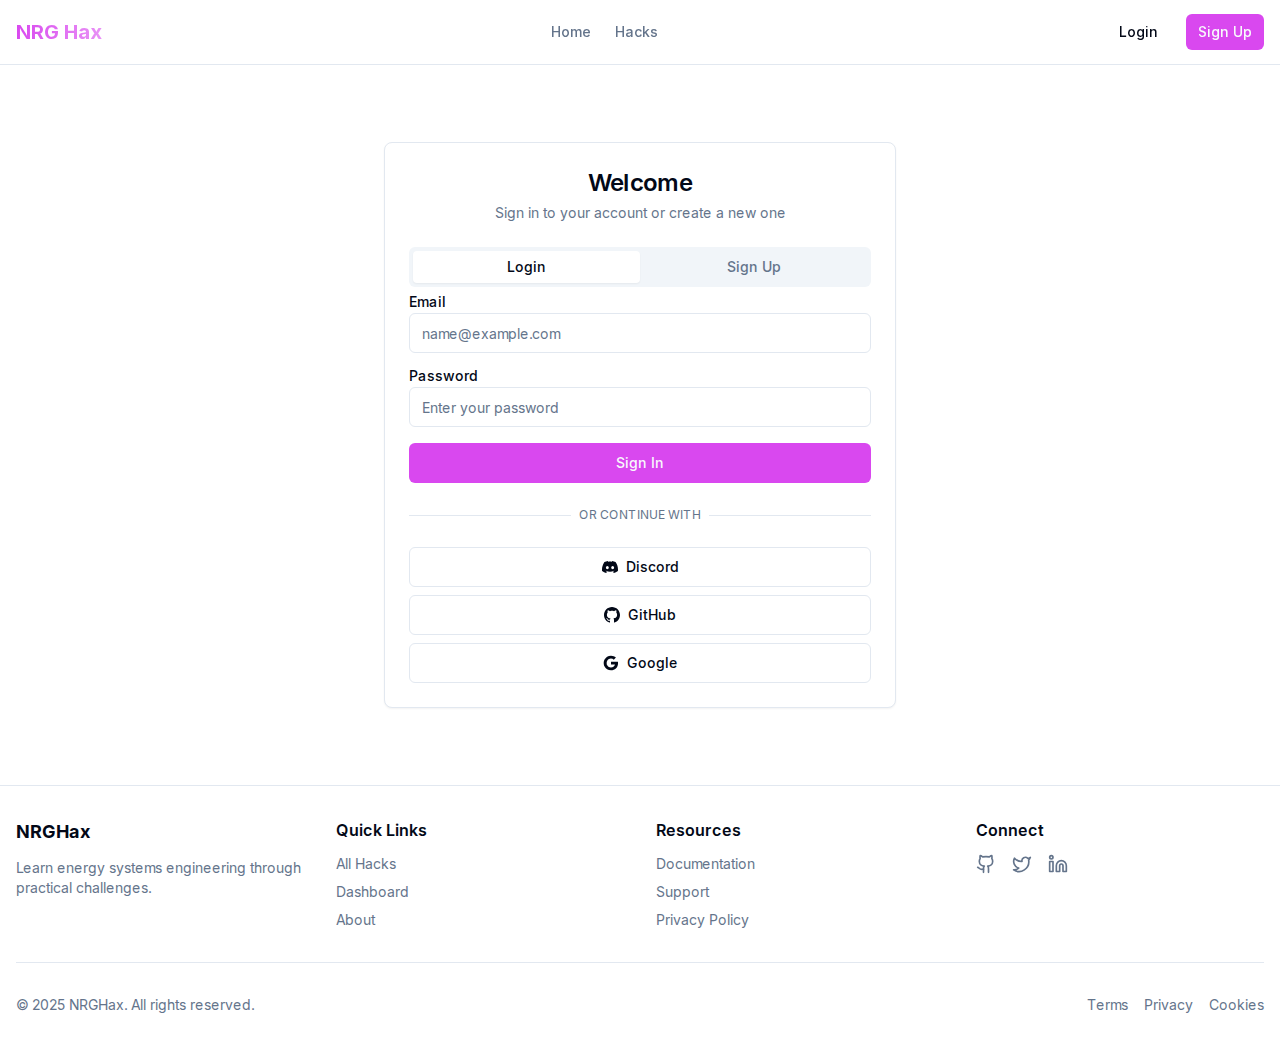 NRG Hax
Home
Hacks
Login
Sign Up
Welcome
Sign in to your account or create a new one
Login
Sign Up
Email
name@example.com
Password
Enter your password
Sign In
OR CONTINUE WITH
Discord
GitHub
Google
NRGHax
Learn energy systems engineering through
practical challenges.
Quick Links
All Hacks
Dashboard
About
Resources
Documentation
Support
Privacy Policy
Connect
© 2025 NRGHax. All rights reserved.
Terms
Privacy
Cookies